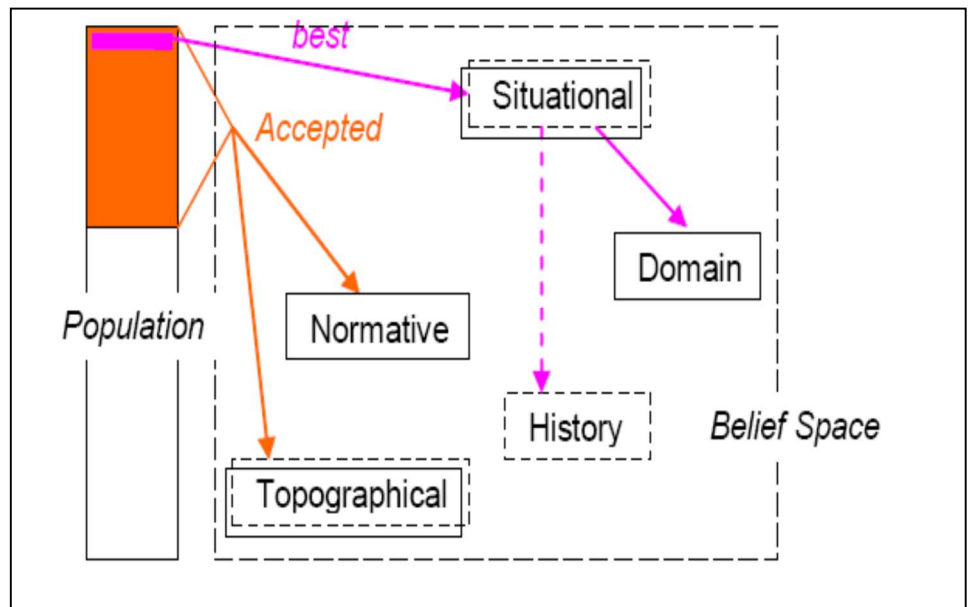 best
Situational
Accepted
Domain
Population
Normative
History
Belief Space
Topographical